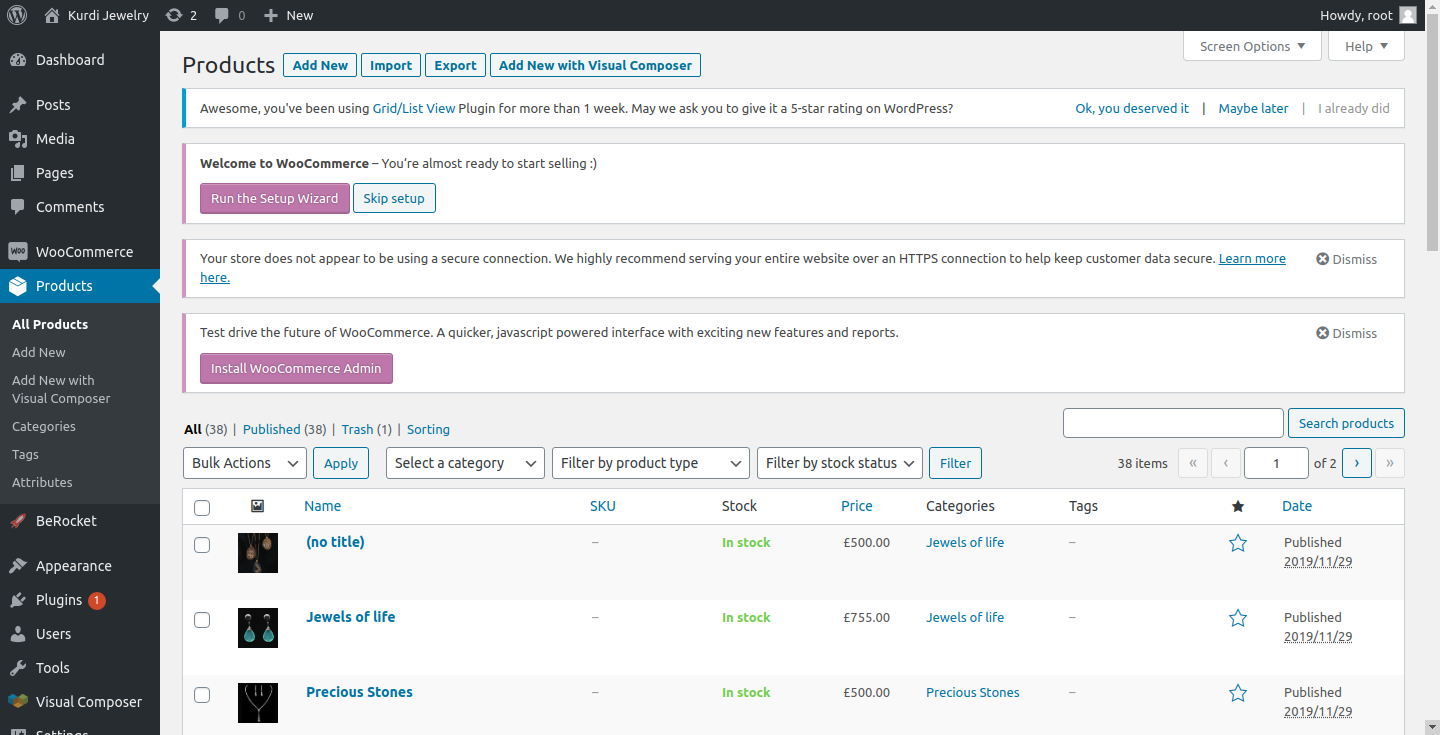 Kurdi Jewelry 2 0 New Howdy, root
Dashboard
Posts
Media
Pages
Comments
WooCommerce
Products
All Products
Add New
Add New with
Visual Composer
Categories
Tags
Attributes
BeRocket
Appearance
Plugins 1
Users
Tools
Visual Composer
Settings
Screen Options Help
Products Add New Import Export Add New with Visual Composer
Awesome, you've been using Grid/List View Plugin for more than 1 week. May we ask you to give it a 5-star rating on WordPress? Ok, you deserved it | Maybe later | I already did
Welcome to WooCommerce – You're almost ready to start selling :)
Run the Setup Wizard Skip setup
Your store does not appear to be using a secure connection. We highly recommend serving your entire website over an HTTPS connection to help keep customer data secure. Learn more
here.
Dismiss
Test drive the future of WooCommerce. A quicker, javascript powered interface with exciting new features and reports.
Dismiss
Install WooCommerce Admin
All (38) | Published (38) | Trash (1) | Sorting
Search products
Bulk Actions Apply Select a category Filter by product type Filter by stock status Filter 38 items « ‹ 1 of 2 › »
Name SKU Stock Price Categories Tags Date
(no title) – In stock £500.00 Jewels of life – Published
2019/11/29
Jewels of life – In stock £755.00 Jewels of life – Published
2019/11/29
Precious Stones – In stock £500.00 Precious Stones – Published
2019/11/29